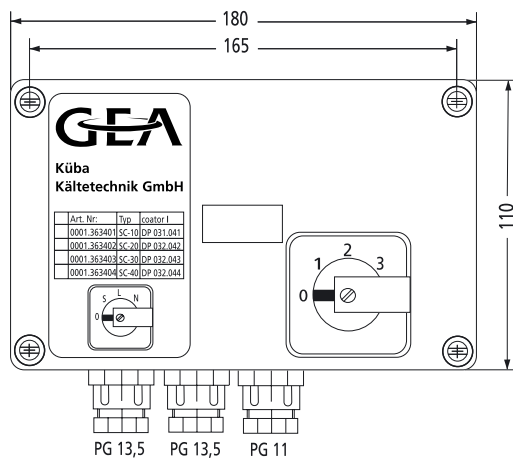 180
165
GEA
Küba
Kältetechnik GmbH
110
Art. Nr: Typ coator I
0001.363401 SC-10 DP 031.041
0001.363402 SC-20 DP 032.042
0001.363403 SC-30 DP 032.043
0001.363404 SC-40 DP 032.044
0 S L N
0 1 2 3
PG 13,5 PG 13,5 PG 11